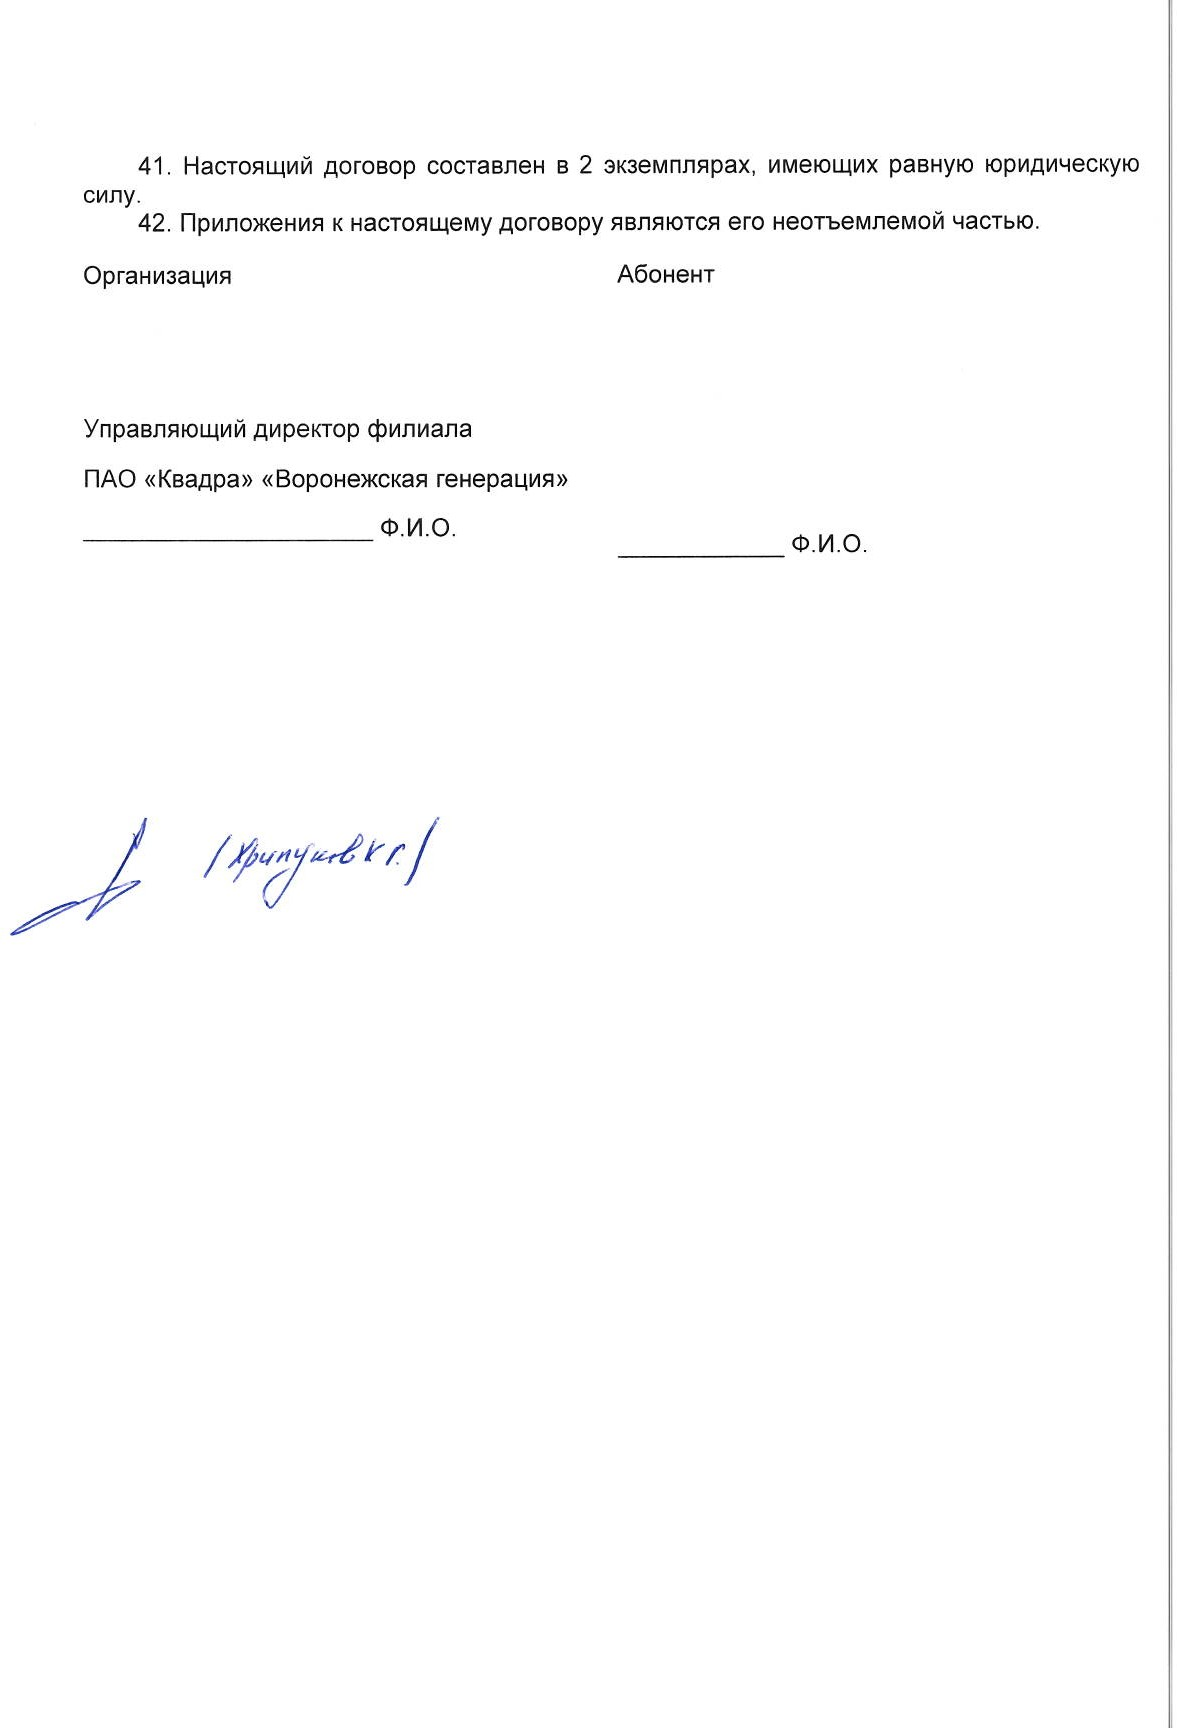 41. Настоящий договор составлен в 2 экземплярах, имеющих равную юридическую
силу.
42. Приложения к настоящему договору являются его неотъемлемой частью.
Организация
Абонент
Управляющий директор филиала
ПАО «Квадра» «Воронежская генерация»
_____________________ Ф.И.О.
____________ Ф.И.О.
/Хрипунов К Г./